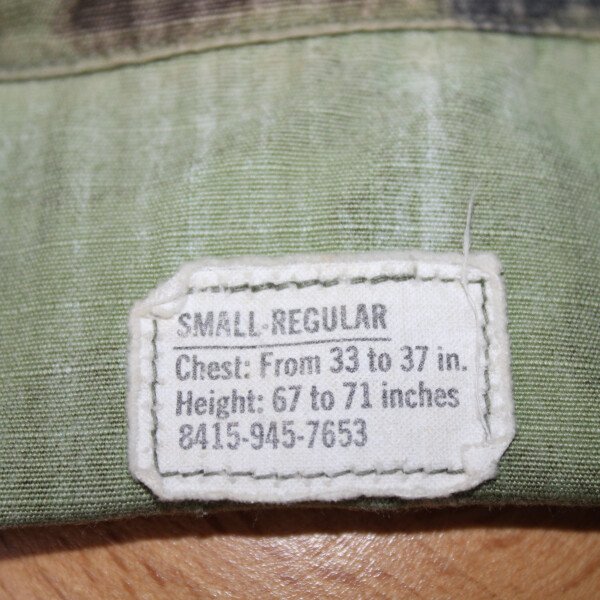 SMALL-REGULAR
Chest: From 33 to 37 in.
Height: 67 to 71 inches
8415-945-7653